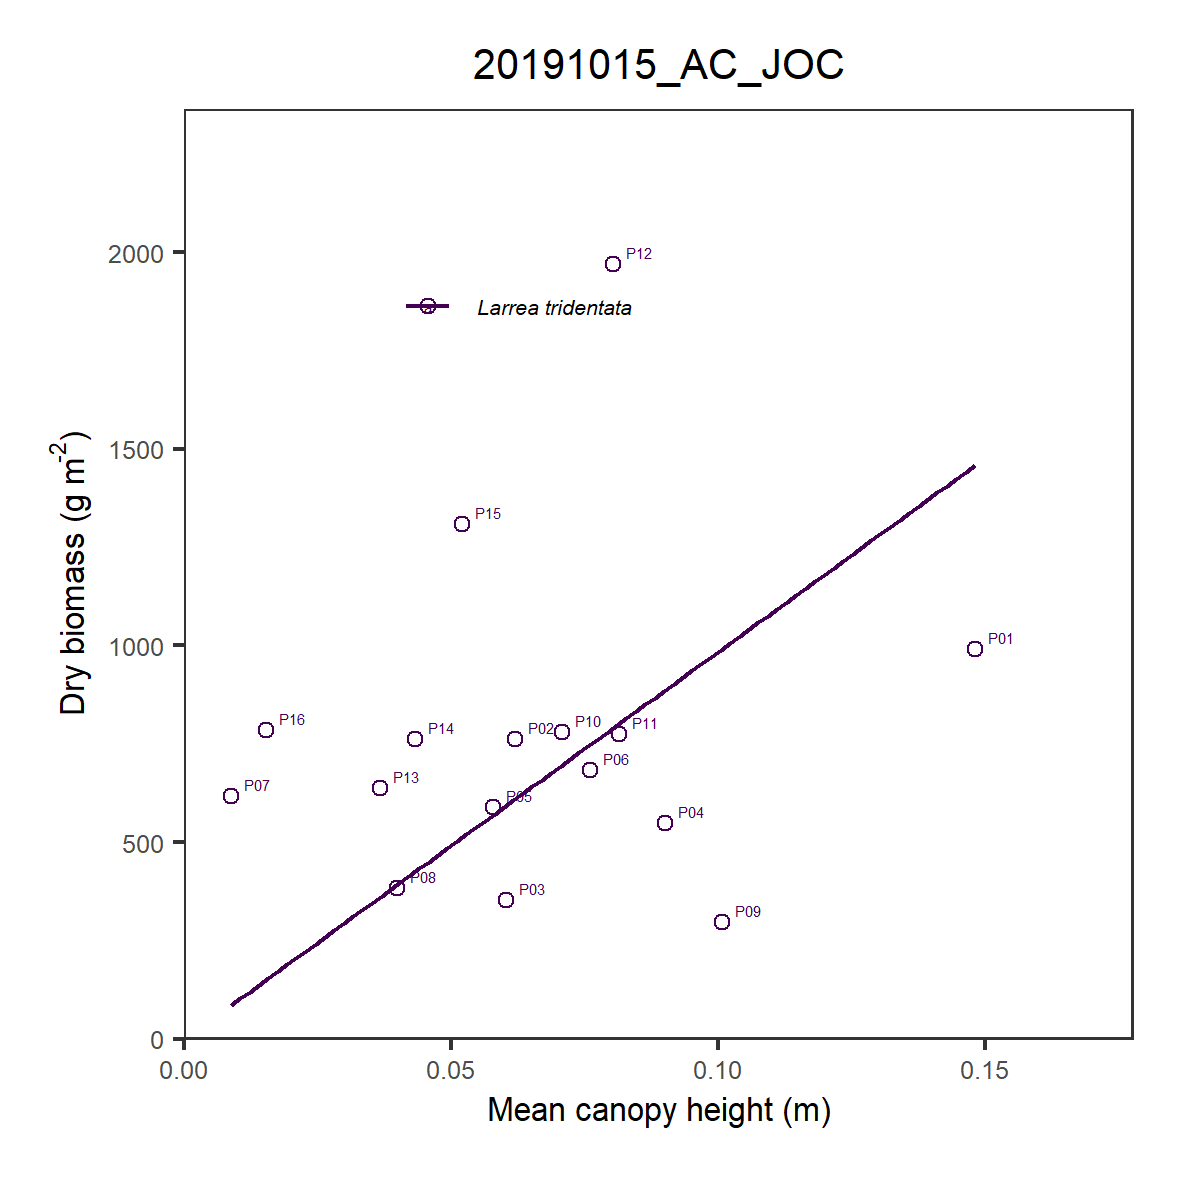 20191015_AC_JOC
P12
2000
Larrea tridentata
Dry biomass (g m⁻²)
1500
P15
1000
P01
P16
P14
P02
P10
P11
P06
P07
P13
P05
P04
500
P08
P03
P09
0
0.00
0.05
0.10
0.15
Mean canopy height (m)